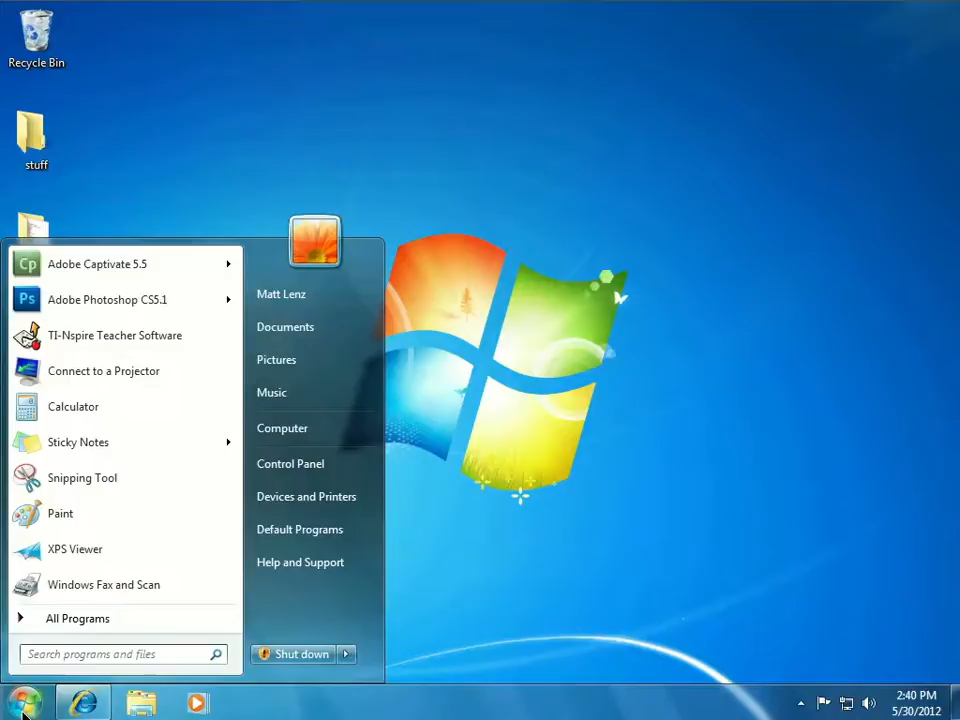 Recycle Bin
stuff
Cp
Adobe Captivate 5.5
Ps
Adobe Photoshop CS5.1
TI-Nspire Teacher Software
Connect to a Projector
Calculator
Sticky Notes
Snipping Tool
Paint
XPS Viewer
Windows Fax and Scan
All Programs
Search programs and files
Matt Lenz
Documents
Pictures
Music
Computer
Control Panel
Devices and Printers
Default Programs
Help and Support
Shut down
2:40 PM
5/30/2012